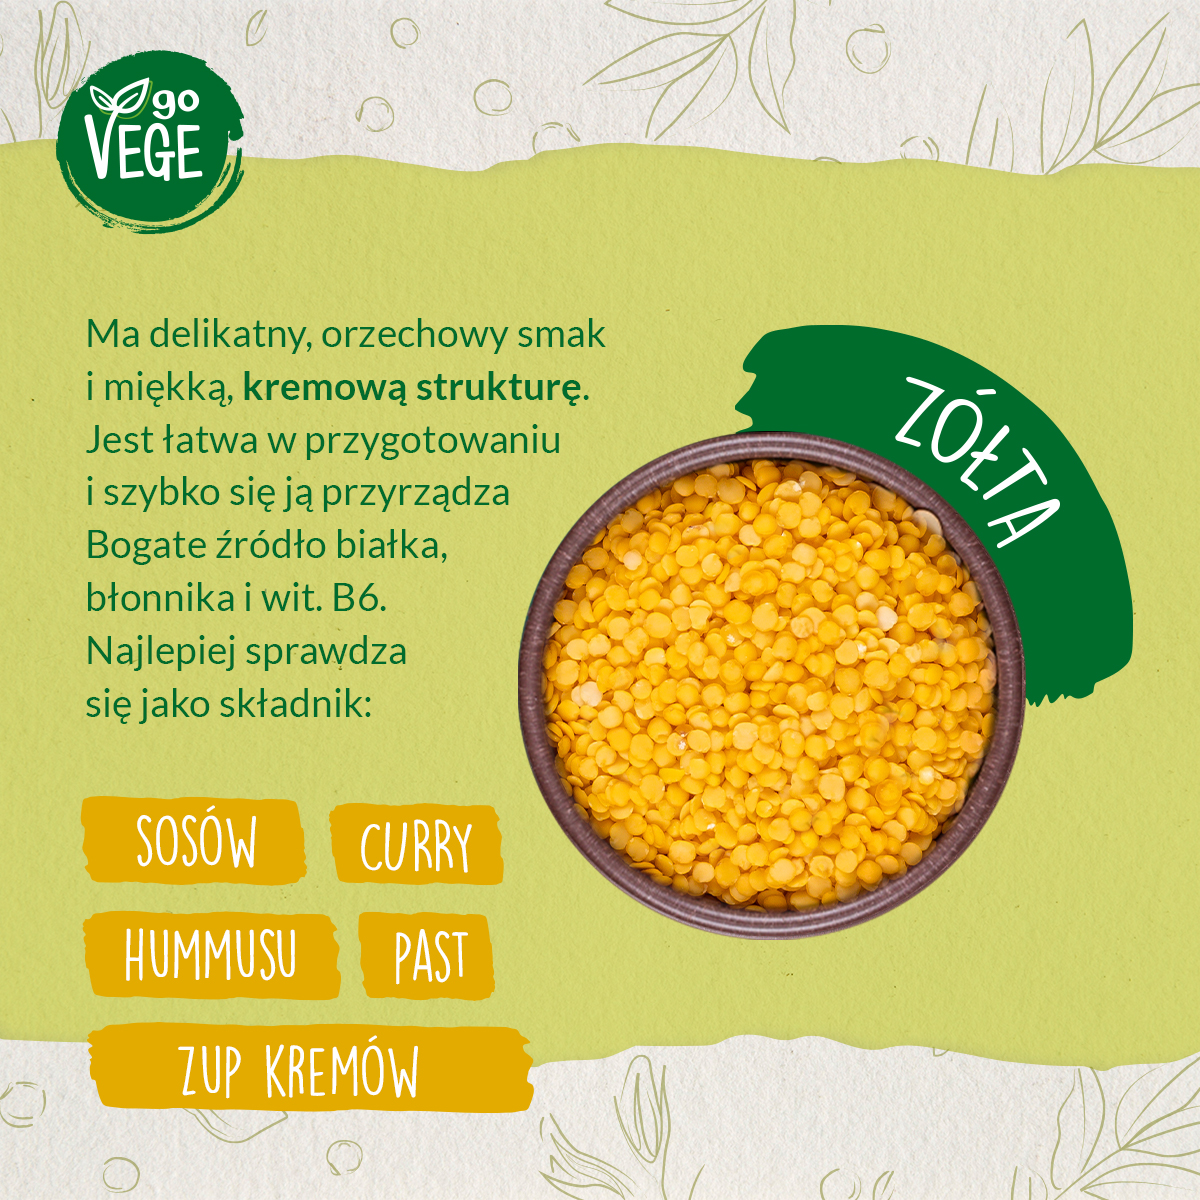 go
VEGE
Ma delikatny, orzechowy smak
i miękką, kremową strukturę.
Jest łatwa w przygotowaniu
i szybko się ją przyrządza
Bogate źródło białka,
błonnika i wit. B6.
Najlepiej sprawdza
się jako składnik:
ZÓŁTA
SOSÓW
CURRY
HUMMUSU
PAST
ZUP KREMÓW